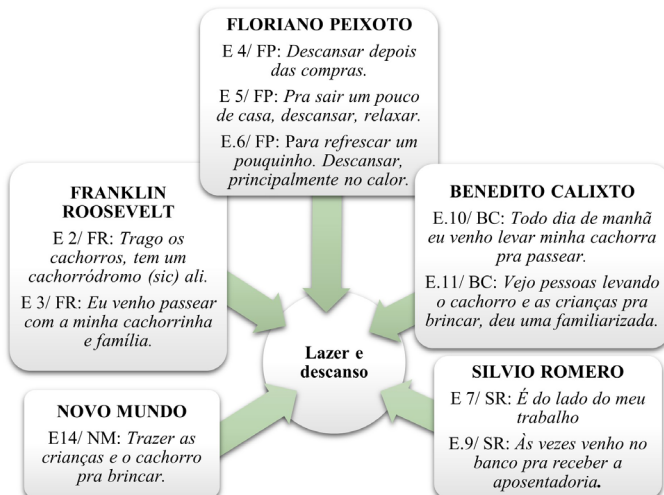 FLORIANO PEIXOTO
E 4/ FP: Descansar depois
das compras.
E 5/ FP: Pra sair um pouco
de casa, descansar, relaxar.
E.6/ FP: Para refrescar um
pouquinho. Descansar,
principalmente no calor.
FRANKLIN
ROOSEVELT
E 2/ FR: Trago os
cachorros, tem um
cachorródromo (sic) ali.
E 3/ FR: Eu venho passear
com a minha cachorrinha
e família.
BENEDITO CALIXTO
E.10/ BC: Todo dia de manhã
eu venho levar minha cachorra
pra passear.
E.11/ BC: Vejo pessoas levando
o cachorro e as crianças pra
brincar, deu uma familiarizada.
Lazer e
descanso
NOVO MUNDO
E14/ NM: Trazer as
crianças e o cachorro
pra brincar.
SILVIO ROMERO
E 7/ SR: É do lado do meu
trabalho
E.9/ SR: Às vezes venho no
banco pra receber a
aposentadoria.